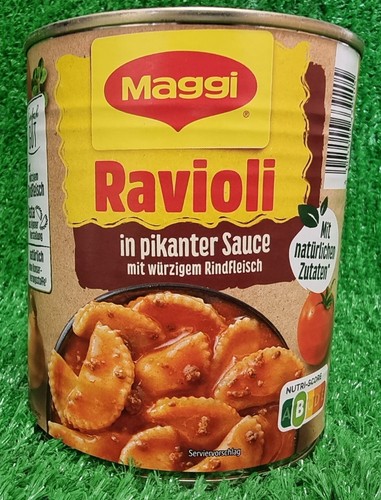 Maggi
®
Ravioli
in pikanter Sauce
mit würzigem Rindfleisch
Mit
natürlichen
Zutaten*
NUTRI-SCORE
A B
Serviervorschlag